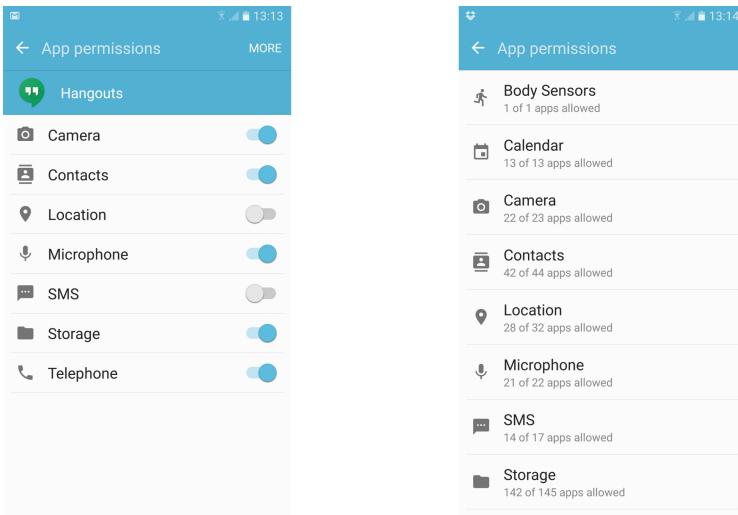 13:13
App permissions MORE
Hangouts
Camera
Contacts
Location
Microphone
SMS
Storage
Telephone
13:14
App permissions
Body Sensors
1 of 1 apps allowed
Calendar
13 of 13 apps allowed
Camera
22 of 23 apps allowed
Contacts
42 of 44 apps allowed
Location
28 of 32 apps allowed
Microphone
21 of 22 apps allowed
SMS
14 of 17 apps allowed
Storage
142 of 145 apps allowed